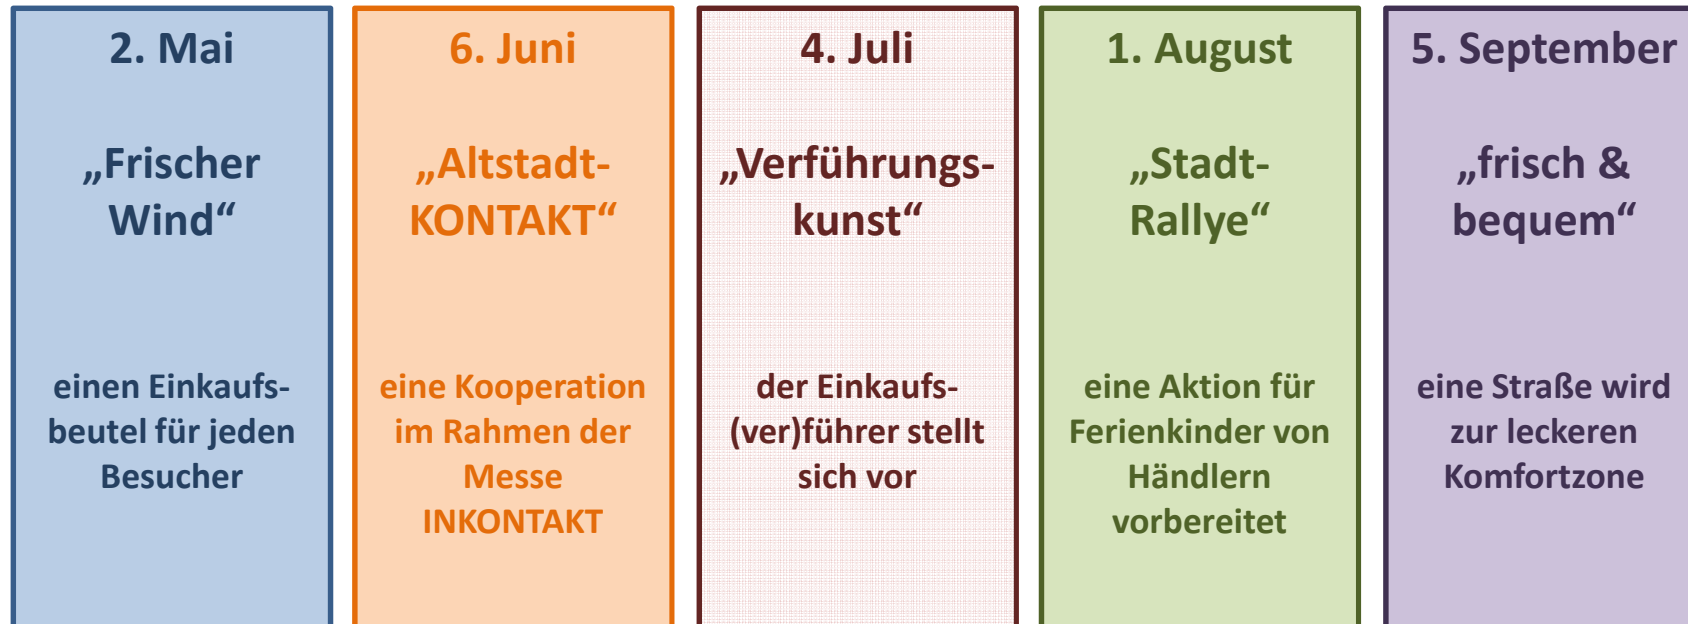 2. Mai
„Frischer
Wind“
einen Einkaufs-
beutel für jeden
Besucher
6. Juni
„Altstadt-
KONTAKT“
eine Kooperation
im Rahmen der
Messe
INKONTAKT
4. Juli
„Verführungs-
kunst“
der Einkaufs-
(ver)führer stellt
sich vor
1. August
„Stadt-
Rallye“
eine Aktion für
Ferienkinder von
Händlern
vorbereitet
5. September
„frisch &
bequem“
eine Straße wird
zur leckeren
Komfortzone